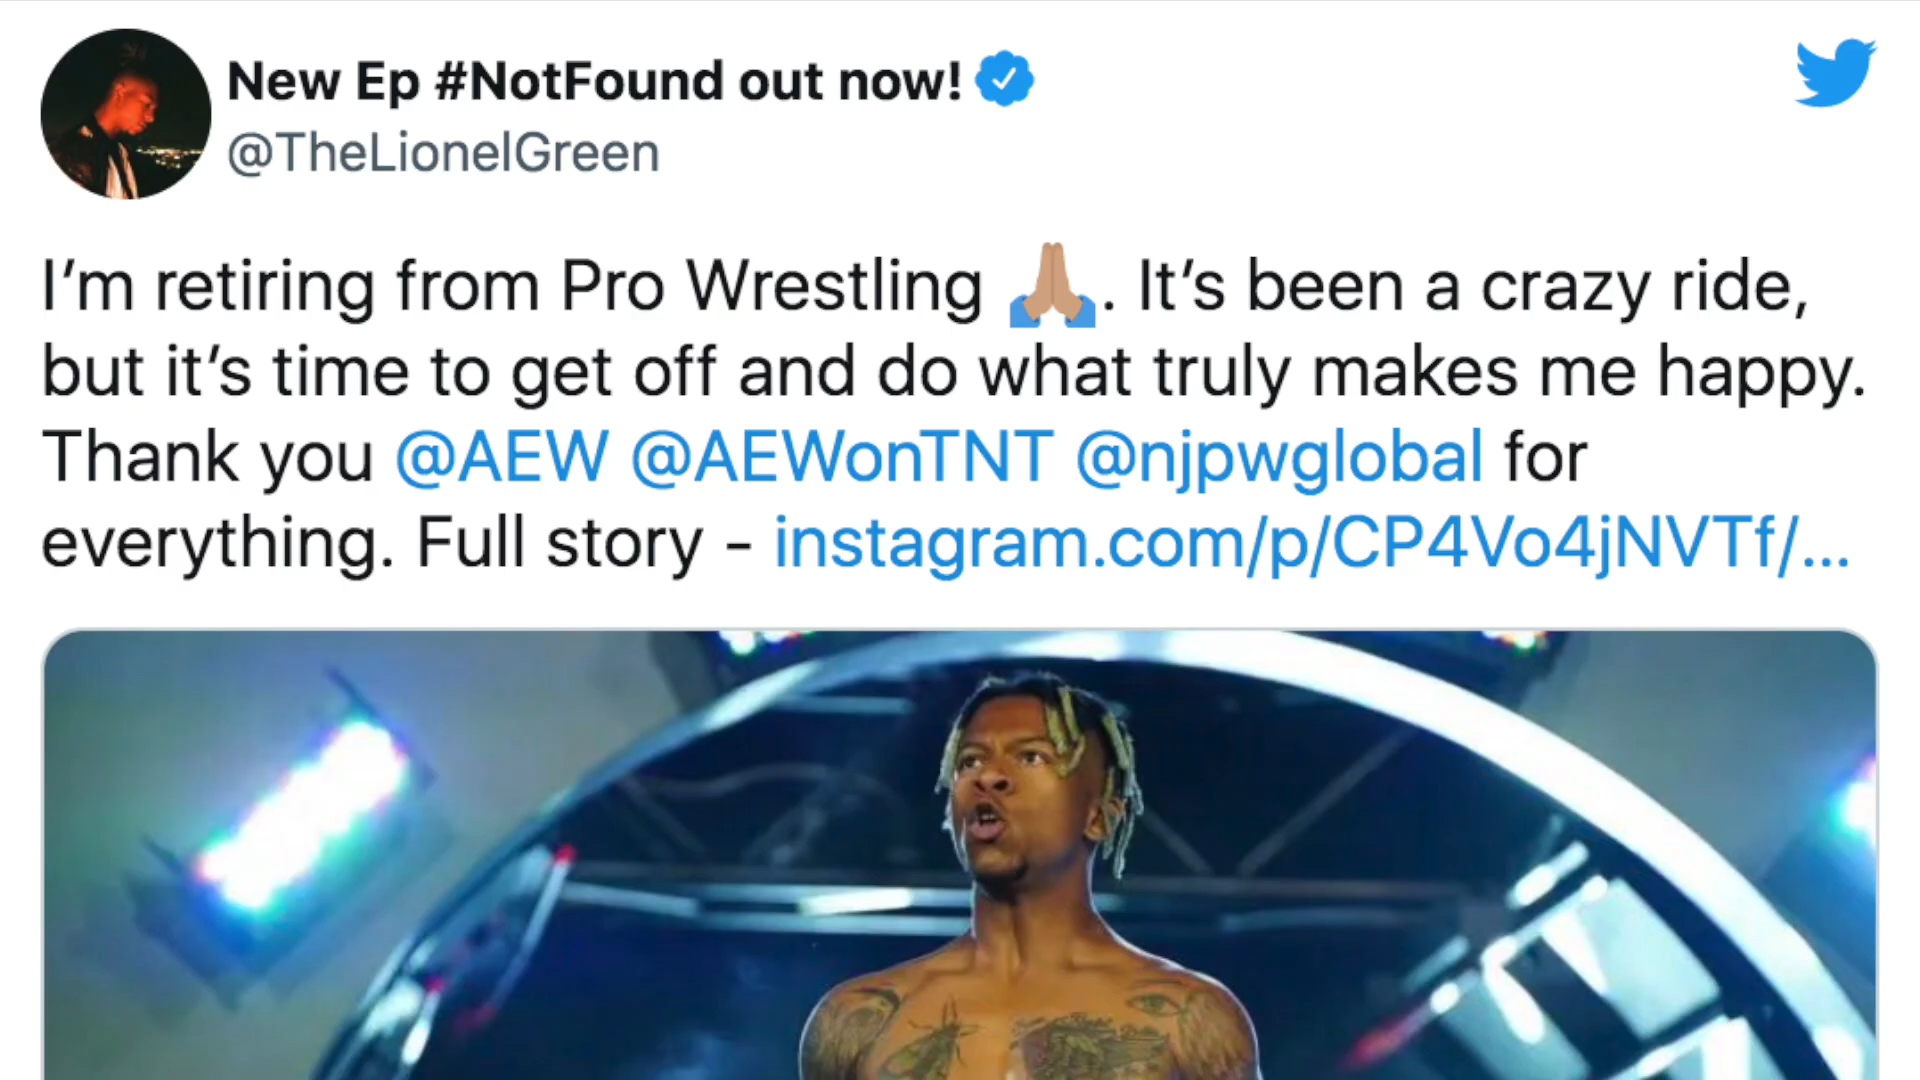 New Ep #NotFound out now!
@TheLionelGreen
I’m retiring from Pro Wrestling 🙏🏽. It’s been a crazy ride,
but it’s time to get off and do what truly makes me happy.
Thank you @AEW @AEWonTNT @njpwglobal for
everything. Full story - instagram.com/p/CP4Vo4jNVTf/...